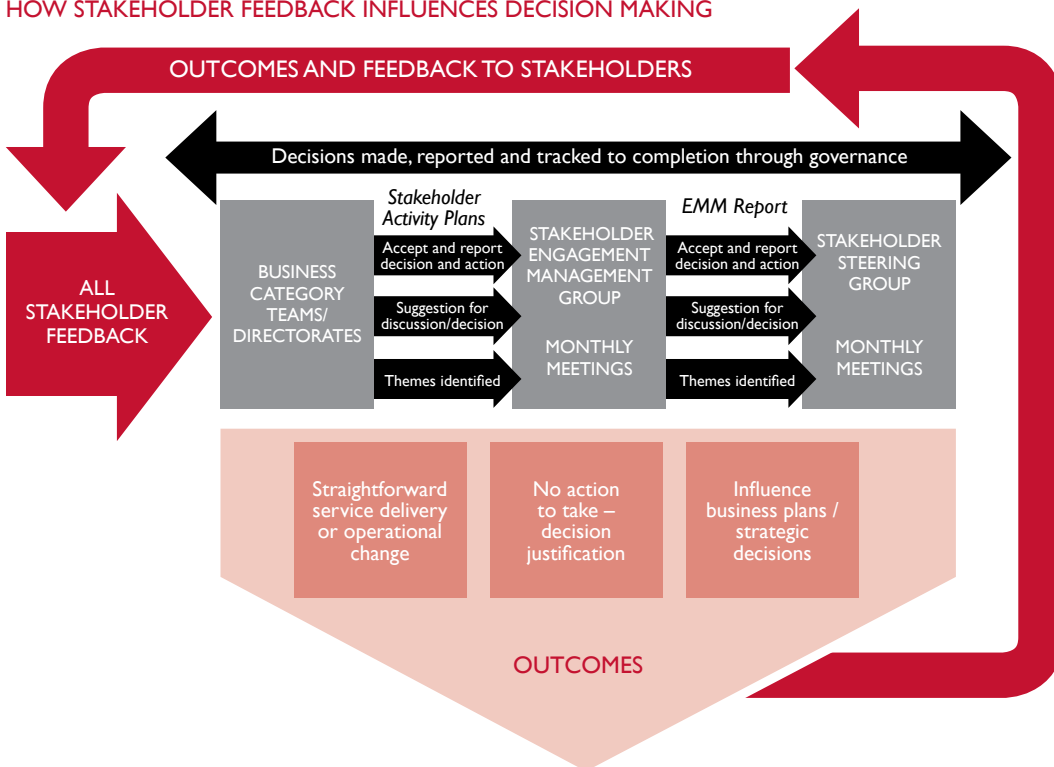 HOW STAKEHOLDER FEEDBACK INFLUENCES DECISION MAKING
OUTCOMES AND FEEDBACK TO STAKEHOLDERS
Decisions made, reported and tracked to completion through governance
ALL
STAKEHOLDER
FEEDBACK
BUSINESS
CATEGORY
TEAMS/
DIRECTORATES
Stakeholder
Activity Plans
Accept and report
decision and action
Suggestion for
discussion/decision
Themes identified
STAKEHOLDER
ENGAGEMENT
MANAGEMENT
GROUP
MONTHLY
MEETINGS
EMM Report
Accept and report
decision and action
Suggestion for
discussion/decision
Themes identified
STAKEHOLDER
STEERING
GROUP
MONTHLY
MEETINGS
Straightforward
service delivery
or operational
change
No action
to take –
decision
justification
Influence
business plans /
strategic
decisions
OUTCOMES